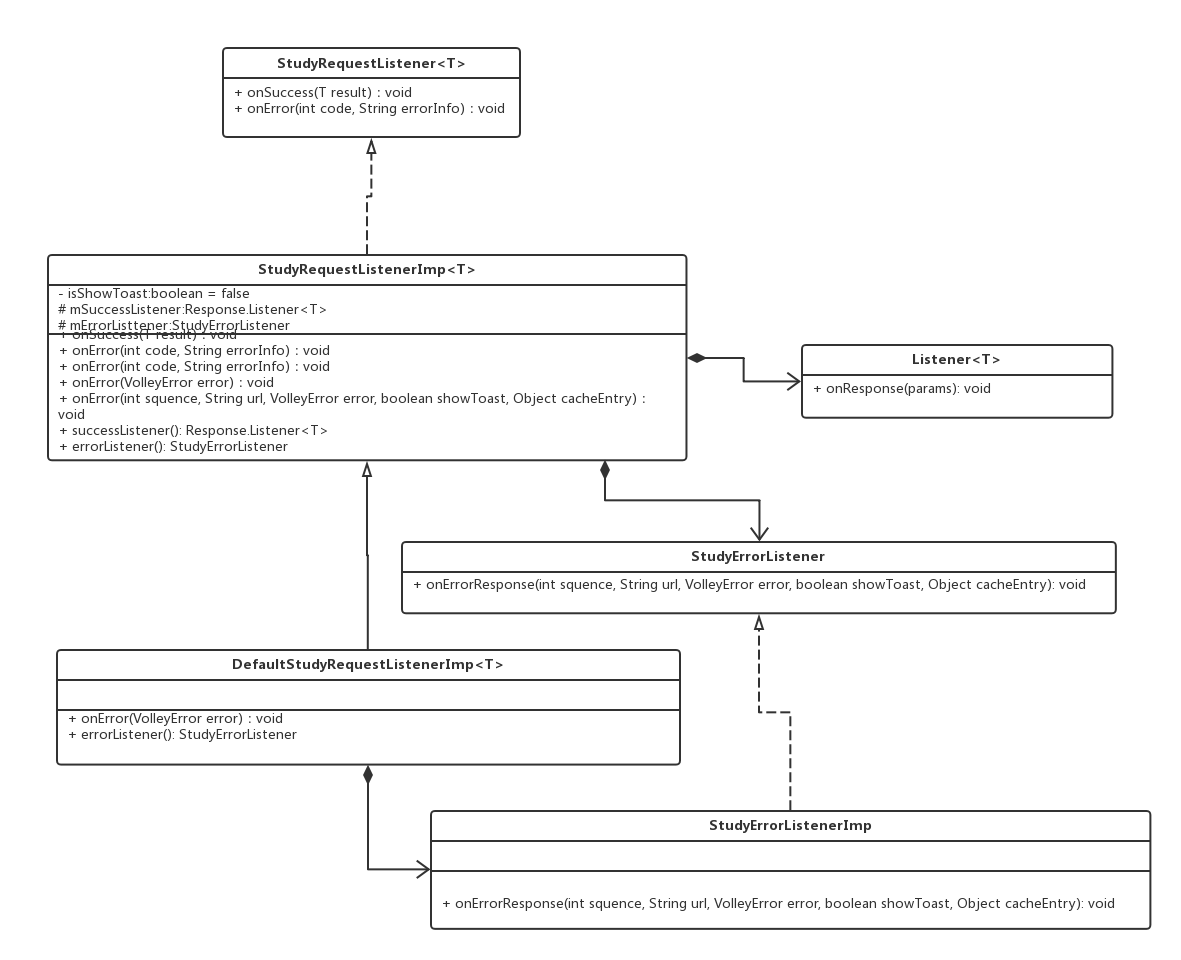 StudyRequestListener<T>
+ onSuccess(T result) : void
+ onError(int code, String errorInfo) : void
StudyRequestListenerImp<T>
- isShowToast:boolean = false
# mSuccessListener:Response.Listener<T>
# mErrorListtener:StudyErrorListener
+ onSuccess(T result) : void
+ onError(int code, String errorInfo) : void
+ onError(int code, String errorInfo) : void
+ onError(VolleyError error) : void
+ onError(int squence, String url, VolleyError error, boolean showToast, Object cacheEntry) :
void
+ successListener(): Response.Listener<T>
+ errorListener(): StudyErrorListener
Listener<T>
+ onResponse(params): void
StudyErrorListener
+ onErrorResponse(int squence, String url, VolleyError error, boolean showToast, Object cacheEntry): void
DefaultStudyRequestListenerImp<T>
+ onError(VolleyError error) : void
+ errorListener(): StudyErrorListener
StudyErrorListenerImp
+ onErrorResponse(int squence, String url, VolleyError error, boolean showToast, Object cacheEntry): void